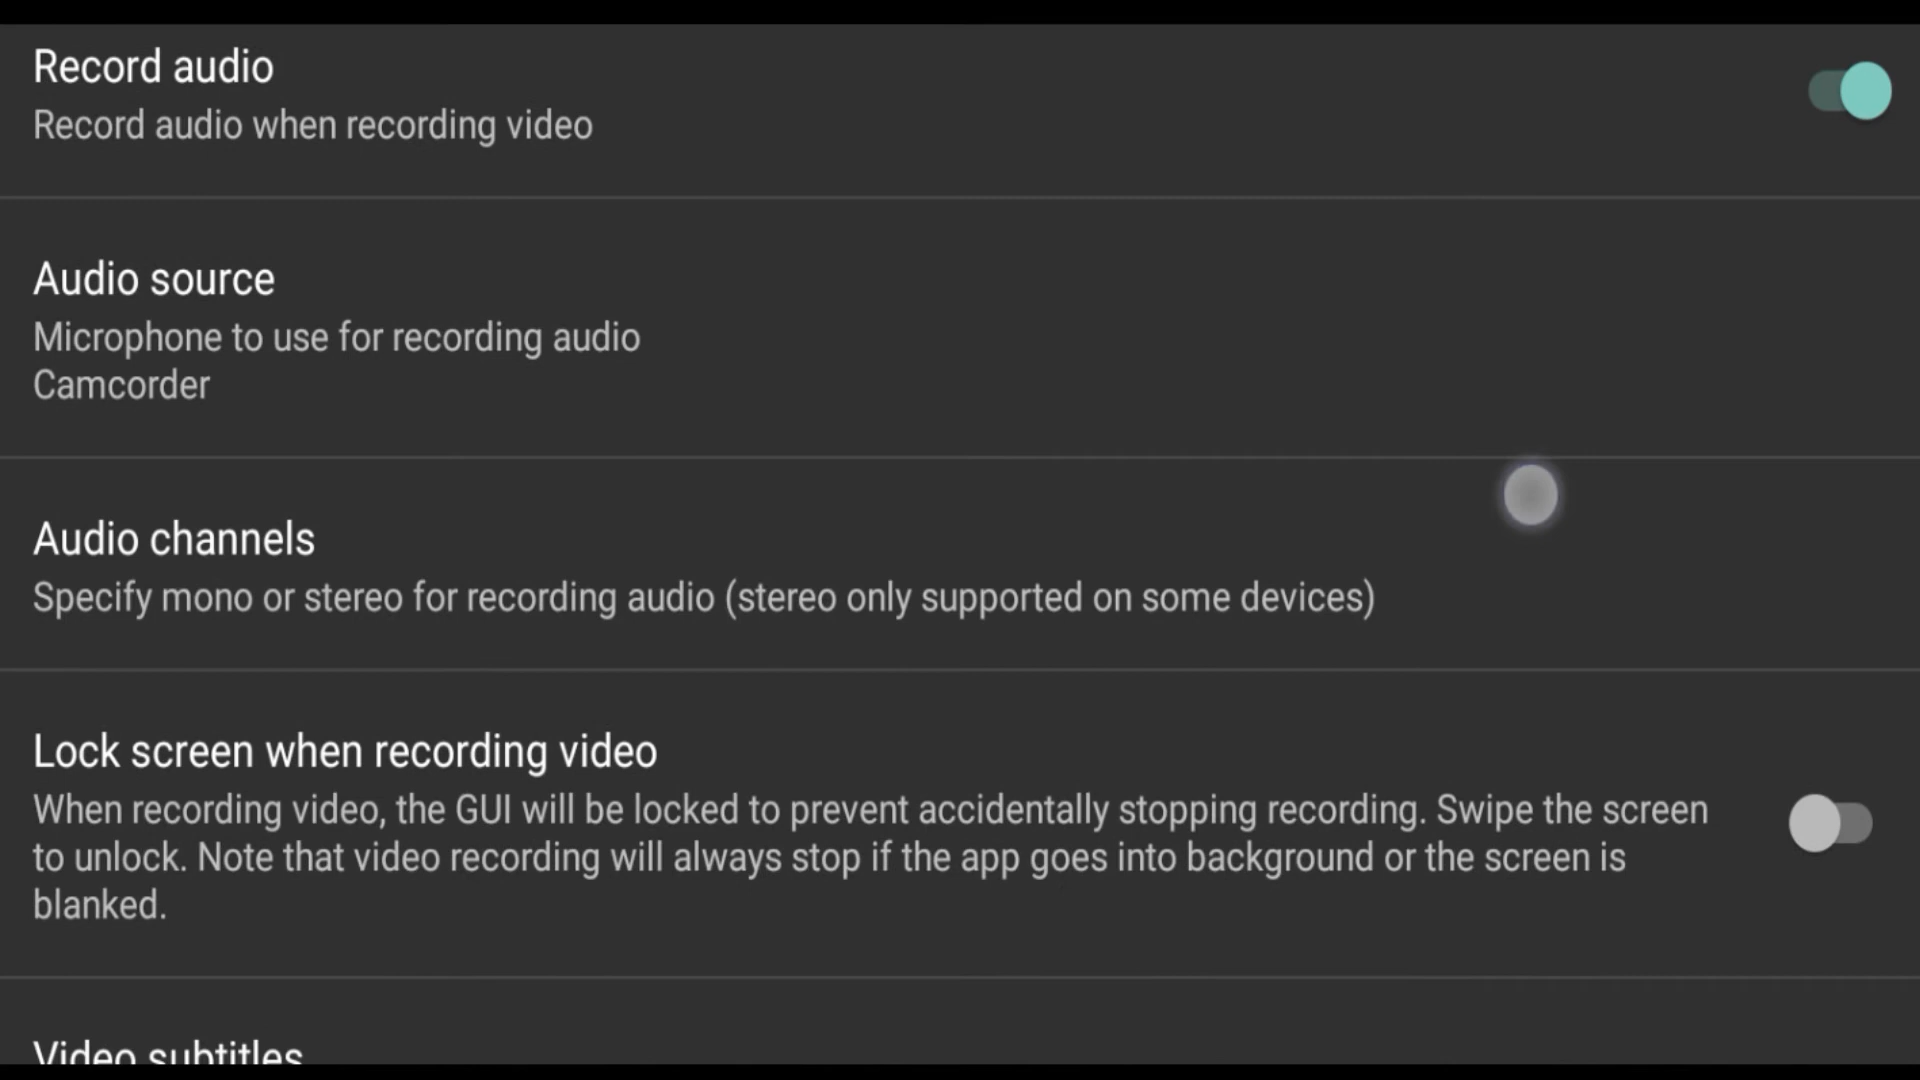 Record audio
Record audio when recording video
Audio source
Microphone to use for recording audio
Camcorder
Audio channels
Specify mono or stereo for recording audio (stereo only supported on some devices)
Lock screen when recording video
When recording video, the GUI will be locked to prevent accidentally stopping recording. Swipe the screen
to unlock. Note that video recording will always stop if the app goes into background or the screen is
blanked.
Video subtitles